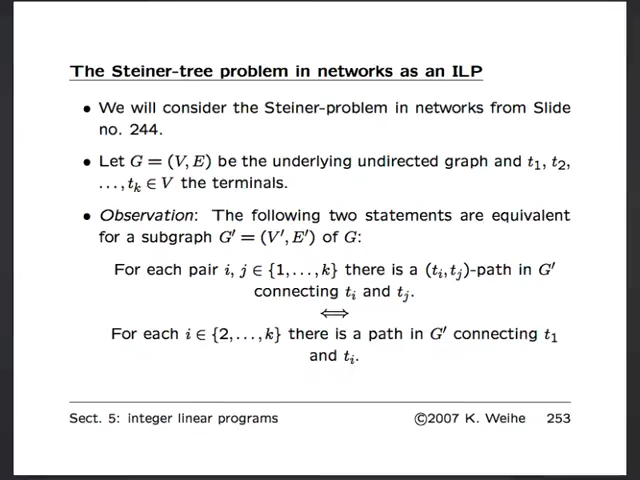 The Steiner-tree problem in networks as an ILP
• We will consider the Steiner-problem in networks from Slide
no. 244.
• Let G = (V, E) be the underlying undirected graph and t₁, t₂,
. . . , tₖ ∈ V the terminals.
• Observation: The following two statements are equivalent
for a subgraph G′ = (V′, E′) of G:
For each pair i, j ∈ {1, . . . , k} there is a (tᵢ, tⱼ)-path in G′
connecting tᵢ and tⱼ.
⟺
For each i ∈ {2, . . . , k} there is a path in G′ connecting t₁
and tᵢ.
Sect. 5: integer linear programs ©2007 K. Weihe 253